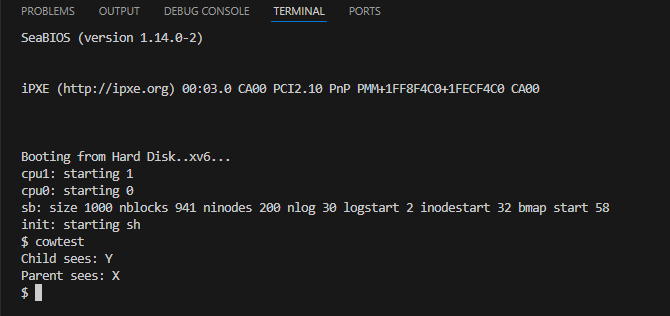 PROBLEMS OUTPUT DEBUG CONSOLE TERMINAL PORTS
SeaBIOS (version 1.14.0-2)
iPXE (http://ipxe.org) 00:03.0 CA00 PCI2.10 PnP PMM+1FF8F4C0+1FECF4C0 CA00
Booting from Hard Disk..xv6...
cpu1: starting 1
cpu0: starting 0
sb: size 1000 nblocks 941 ninodes 200 nlog 30 logstart 2 inodestart 32 bmap start 58
init: starting sh
$ cowtest
Child sees: Y
Parent sees: X
$